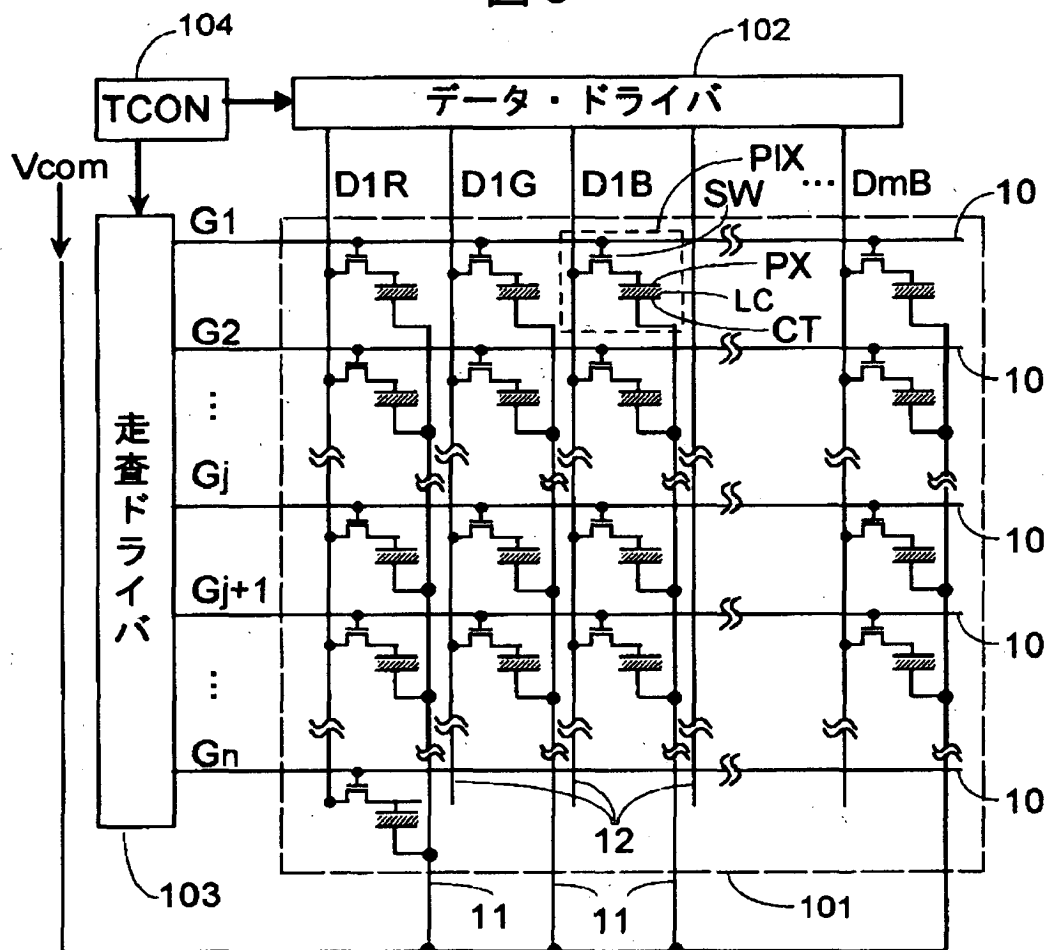 104
102
TCON
データ・ドライバ
Vcom
D1R
D1G
D1B
PIX
SW
…
DmB
G1
10
PX
LC
CT
G2
10
…
走査ドライバ
Gj
10
Gj+1
10
…
Gn
10
12
103
11
11
101